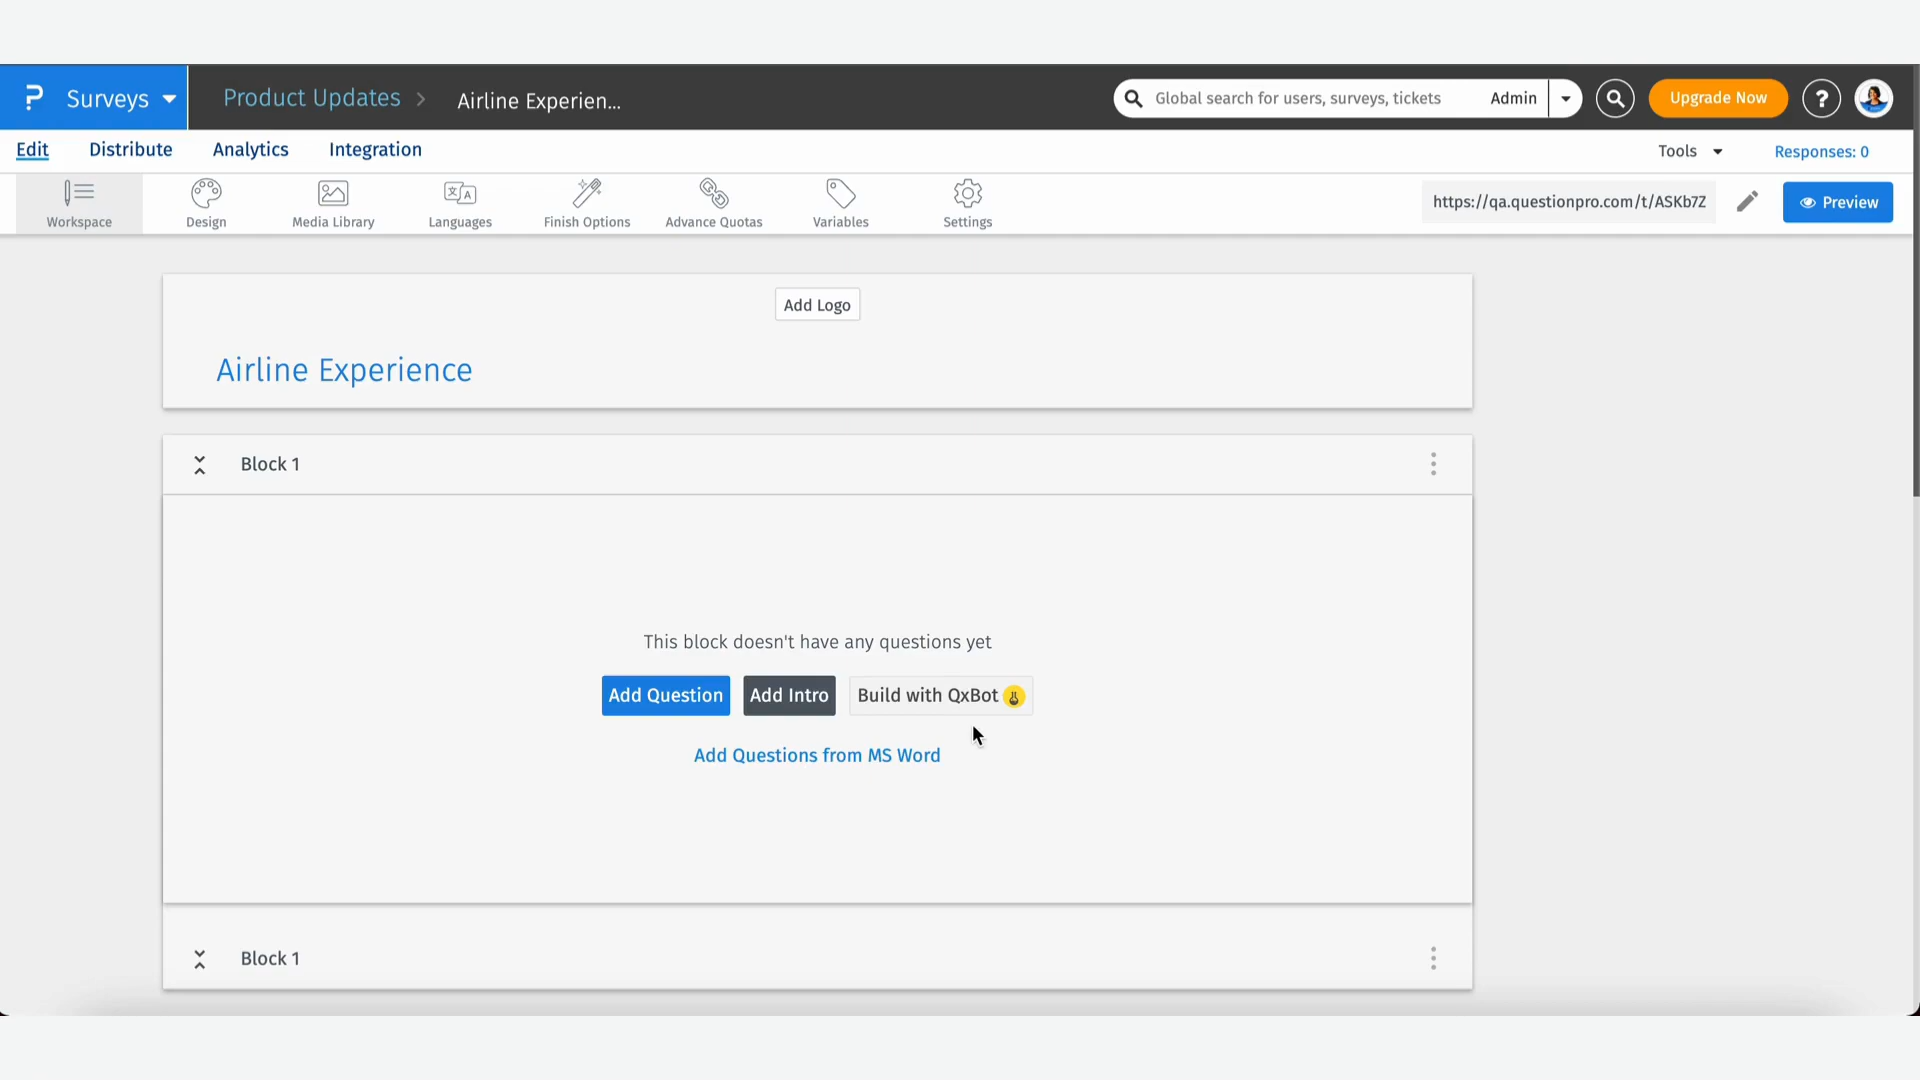 Surveys
Product Updates > Airline Experien...
Global search for users, surveys, tickets
Admin
Upgrade Now
?
Edit
Distribute
Analytics
Integration
Tools
Responses: 0
Workspace
Design
Media Library
Languages
Finish Options
Advance Quotas
Variables
Settings
https://qa.questionpro.com/t/ASKb7Z
Preview
Add Logo
Airline Experience
Block 1
This block doesn't have any questions yet
Add Question
Add Intro
Build with QxBot
Add Questions from MS Word
Block 1